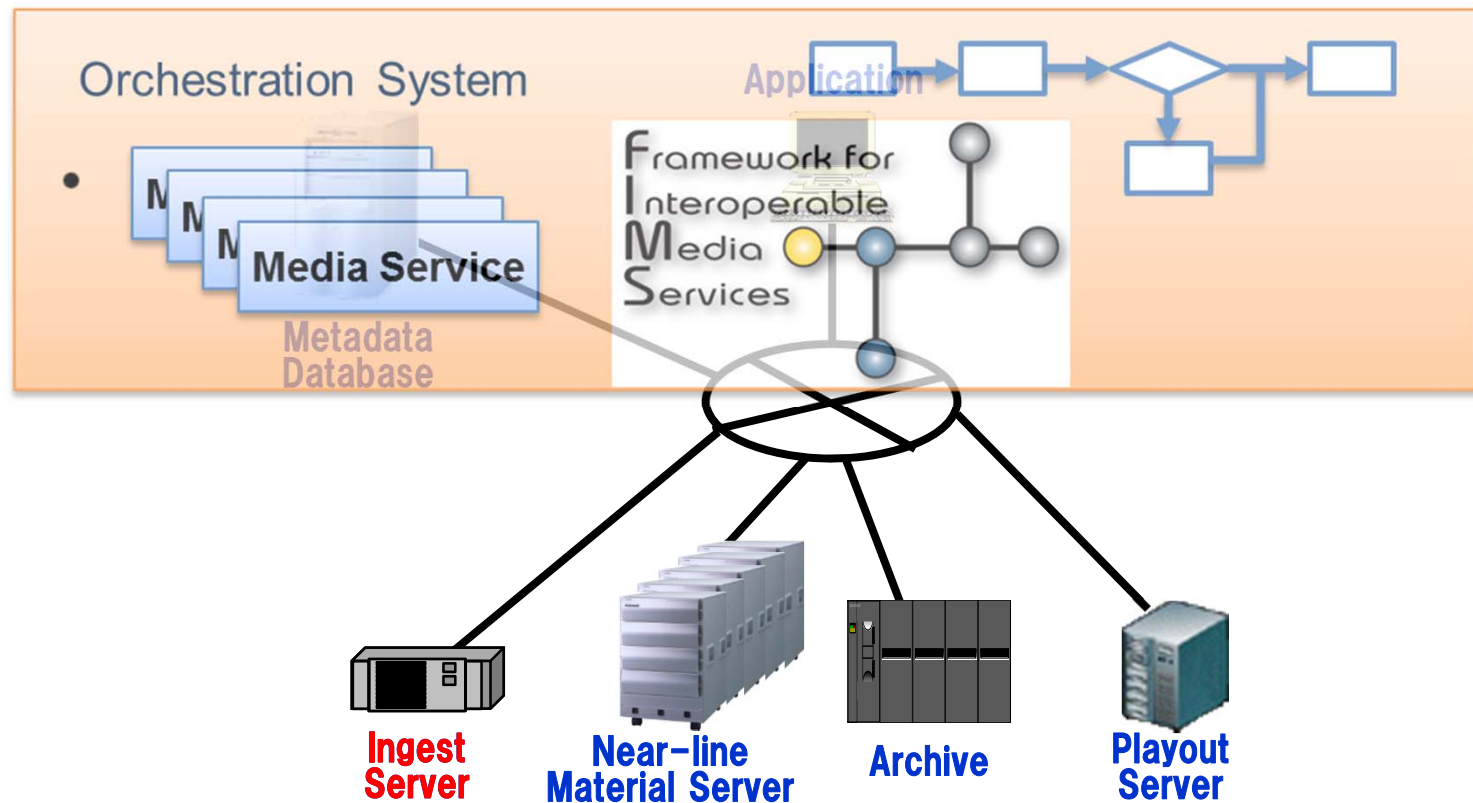 Orchestration System
Application
•
M
M
M
Media Service
Metadata
Database
Framework for
Interoperable
Media
Services
Ingest
Server
Near-line
Material Server
Archive
Playout
Server